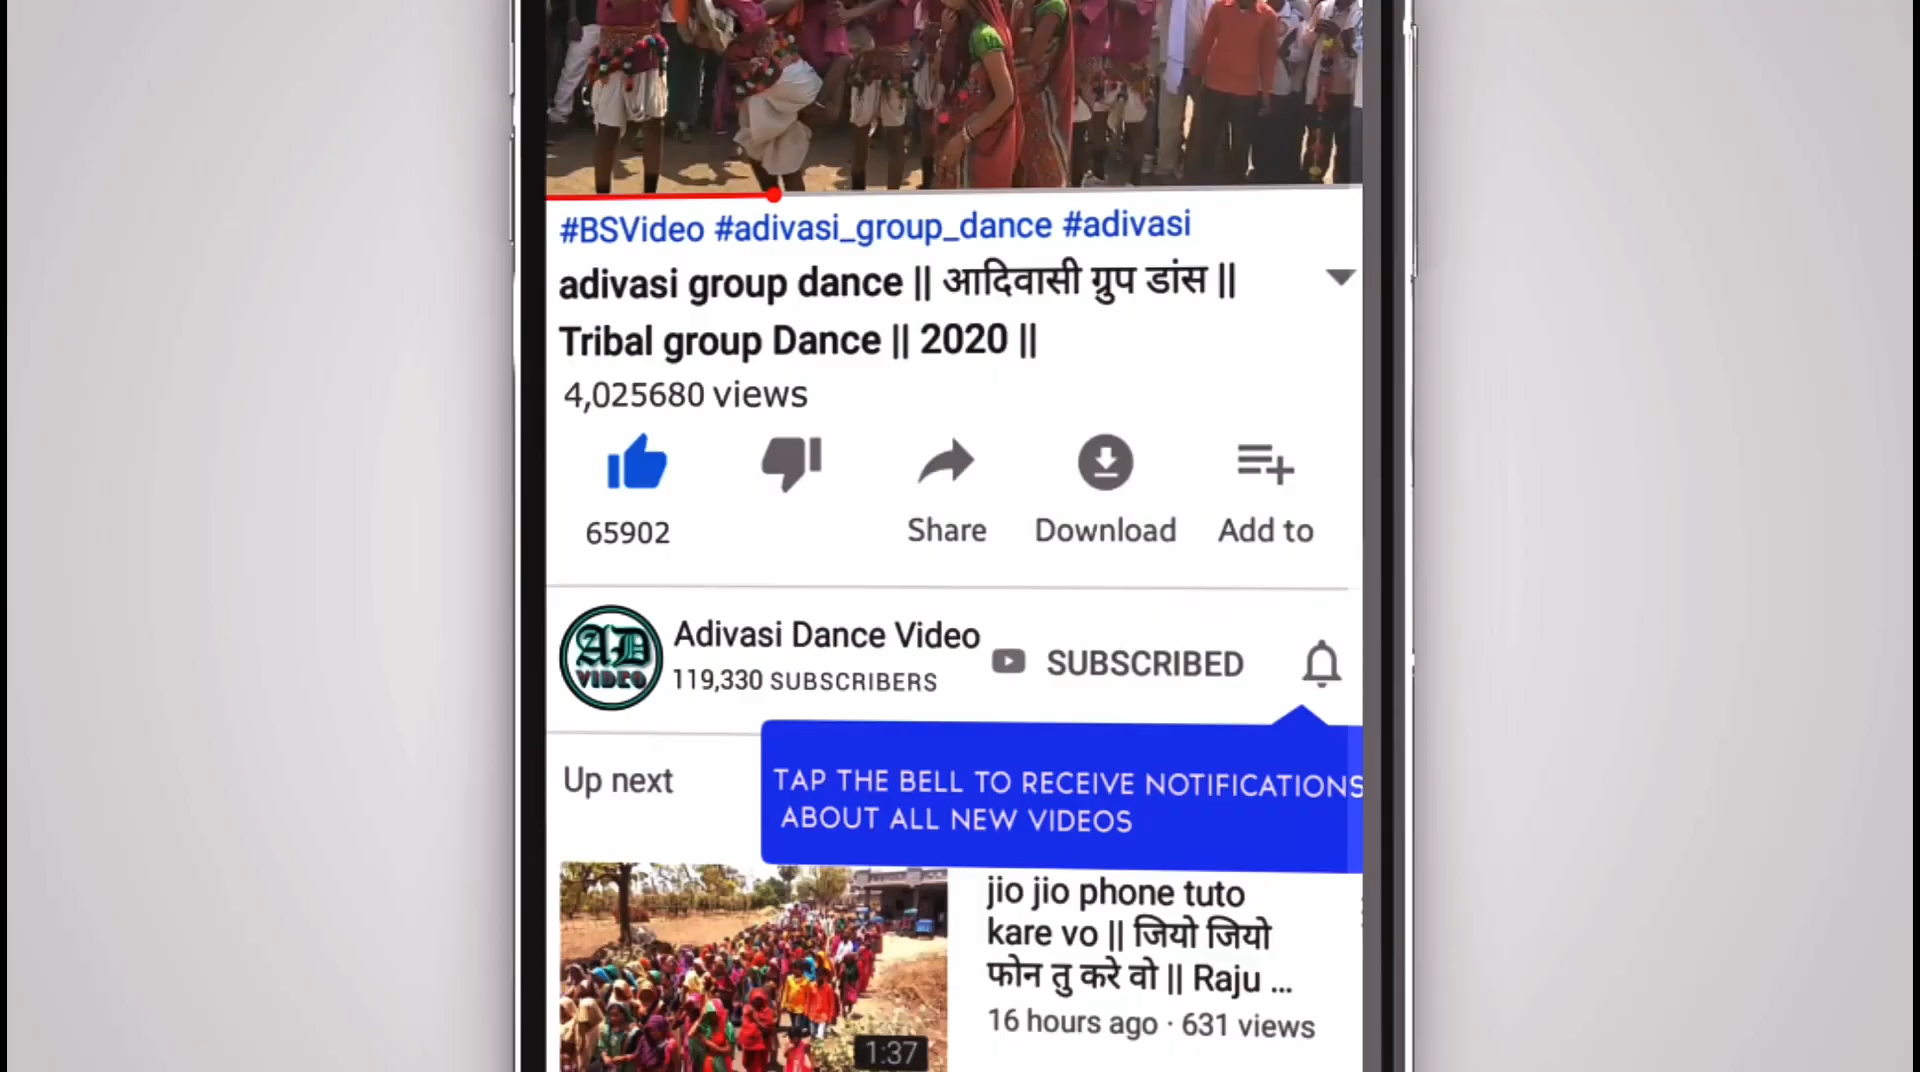 #BSVideo #adivasi_group_dance #adivasi
adivasi group dance || आदिवासी ग्रुप डांस ||
Tribal group Dance || 2020 ||
4,025680 views
65902
Share
Download
Add to
AD
VIDEO
Adivasi Dance Video
119,330 SUBSCRIBERS
SUBSCRIBED
Up next
TAP THE BELL TO RECEIVE NOTIFICATIONS
ABOUT ALL NEW VIDEOS
jio jio phone tuto
kare vo || जियो जियो
फोन तु करे वो || Raju ...
16 hours ago · 631 views
1:37